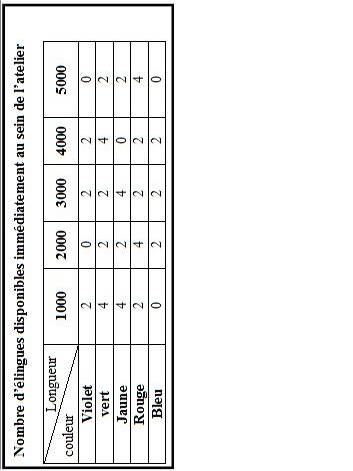 Nombre d'élingues disponibles immédiatement au sein de l'atelier
Longueur
couleur 1000 2000 3000 4000 5000
Violet 2 0 2 2 0
vert 4 2 2 4 2
Jaune 4 2 4 0 2
Rouge 2 4 2 2 4
Bleu 0 2 2 2 0